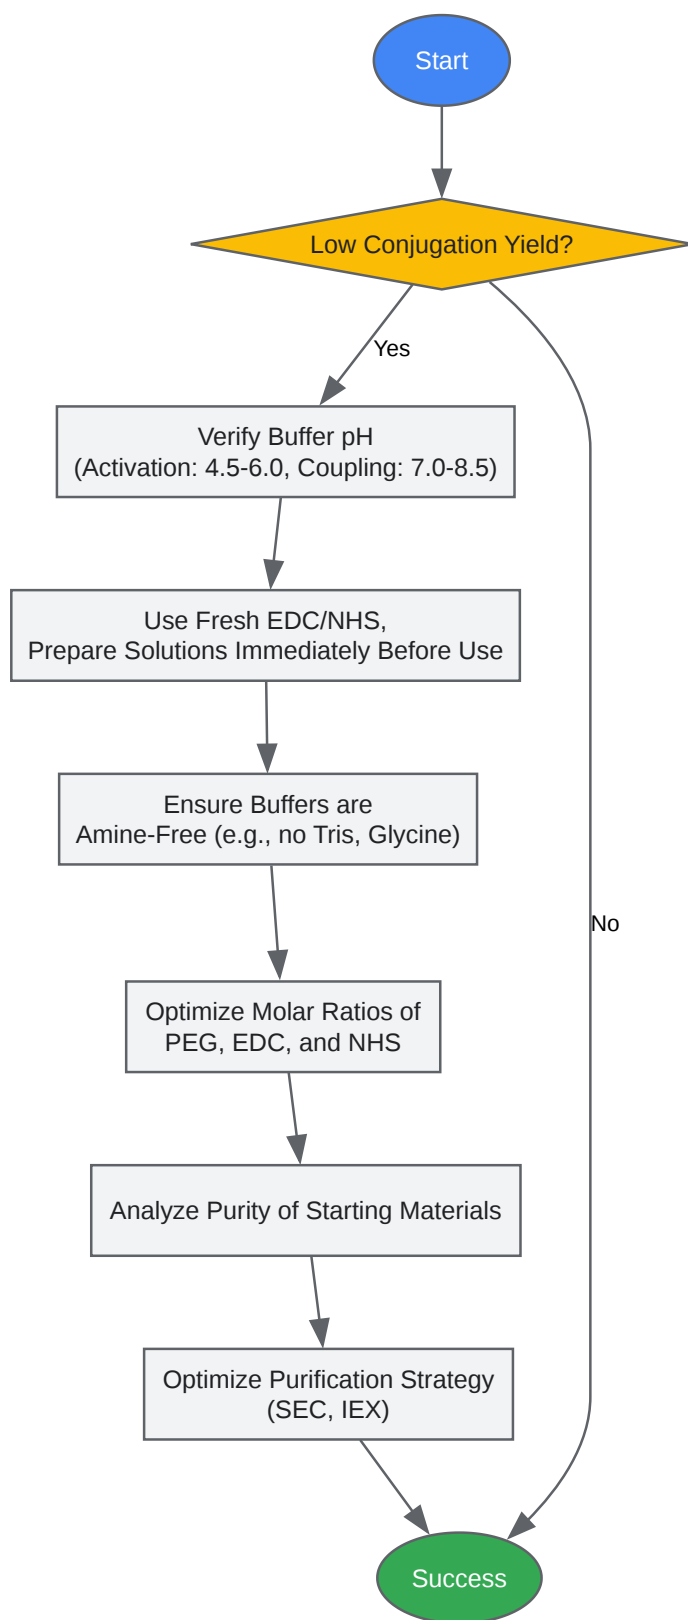 Start
Low Conjugation Yield?
Yes
Verify Buffer pH
(Activation: 4.5-6.0, Coupling: 7.0-8.5)
Use Fresh EDC/NHS,
Prepare Solutions Immediately Before Use
Ensure Buffers are
Amine-Free (e.g., no Tris, Glycine)
No
Optimize Molar Ratios of
PEG, EDC, and NHS
Analyze Purity of Starting Materials
Optimize Purification Strategy
(SEC, IEX)
Success